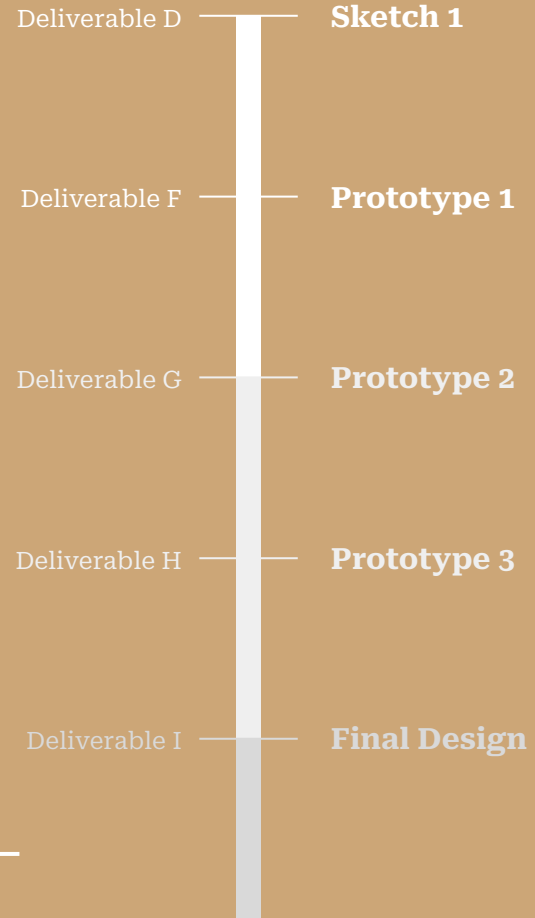 Deliverable D Sketch 1
Deliverable F Prototype 1
Deliverable G Prototype 2
Deliverable H Prototype 3
Deliverable I Final Design